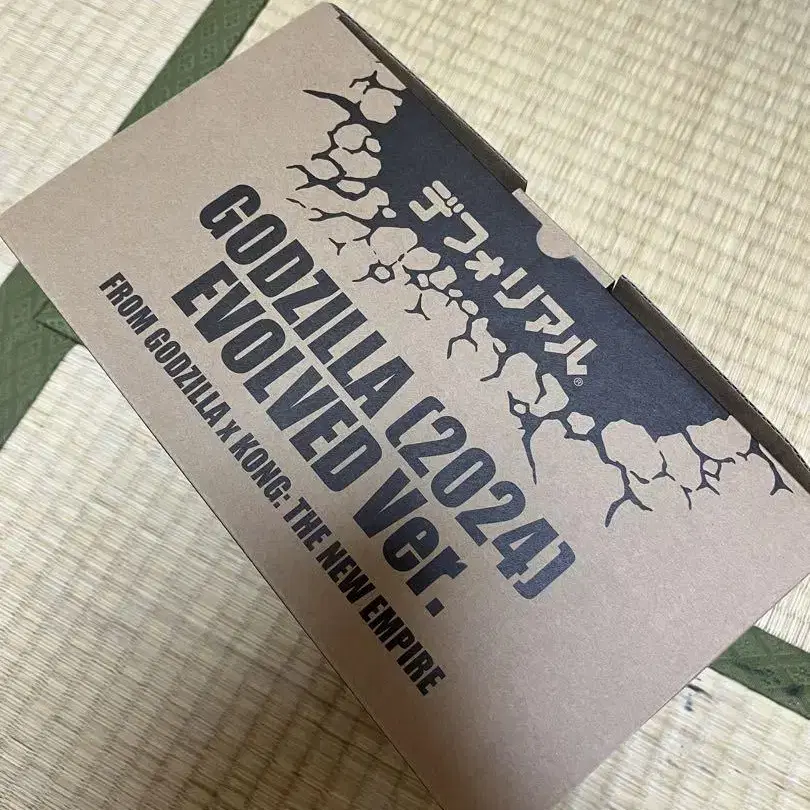 デフォリアル®
GODZILLA (2024)
EVOLVED Ver.
FROM GODZILLA x KONG: THE NEW EMPIRE